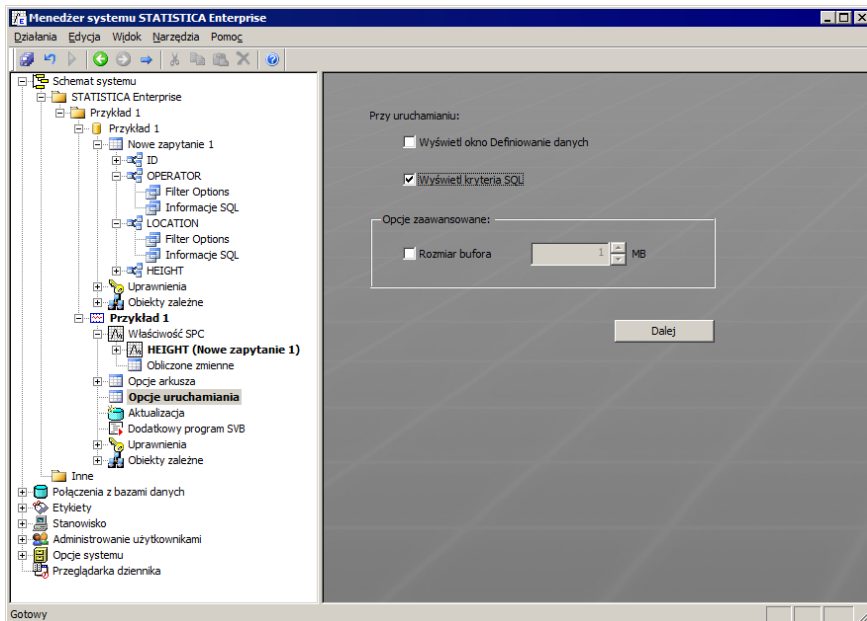 Menedżer systemu STATISTICA Enterprise
Działania Edycja Widok Narzędzia Pomoc
Schemat systemu
STATISTICA Enterprise
Przykład 1
Przykład 1
Nowe zapytanie 1
ID
OPERATOR
Filter Options
Informacje SQL
LOCATION
Filter Options
Informacje SQL
HEIGHT
Uprawnienia
Obiekty zależne
Przykład 1
Właściwość SPC
HEIGHT (Nowe zapytanie 1)
Obliczone zmienne
Opcje arkusza
Opcje uruchamiania
Aktualizacja
Dodatkowy program SVB
Uprawnienia
Obiekty zależne
Inne
Połączenia z bazami danych
Etykiety
Stanowisko
Administrowanie użytkownikami
Opcje systemu
Przeglądarka dziennika
Przy uruchamianiu:
Wyświetl okno Definiowanie danych
Wyświetl kryteria SQL
Opcje zaawansowane:
Rozmiar bufora 1 MB
Dalej
Gotowy